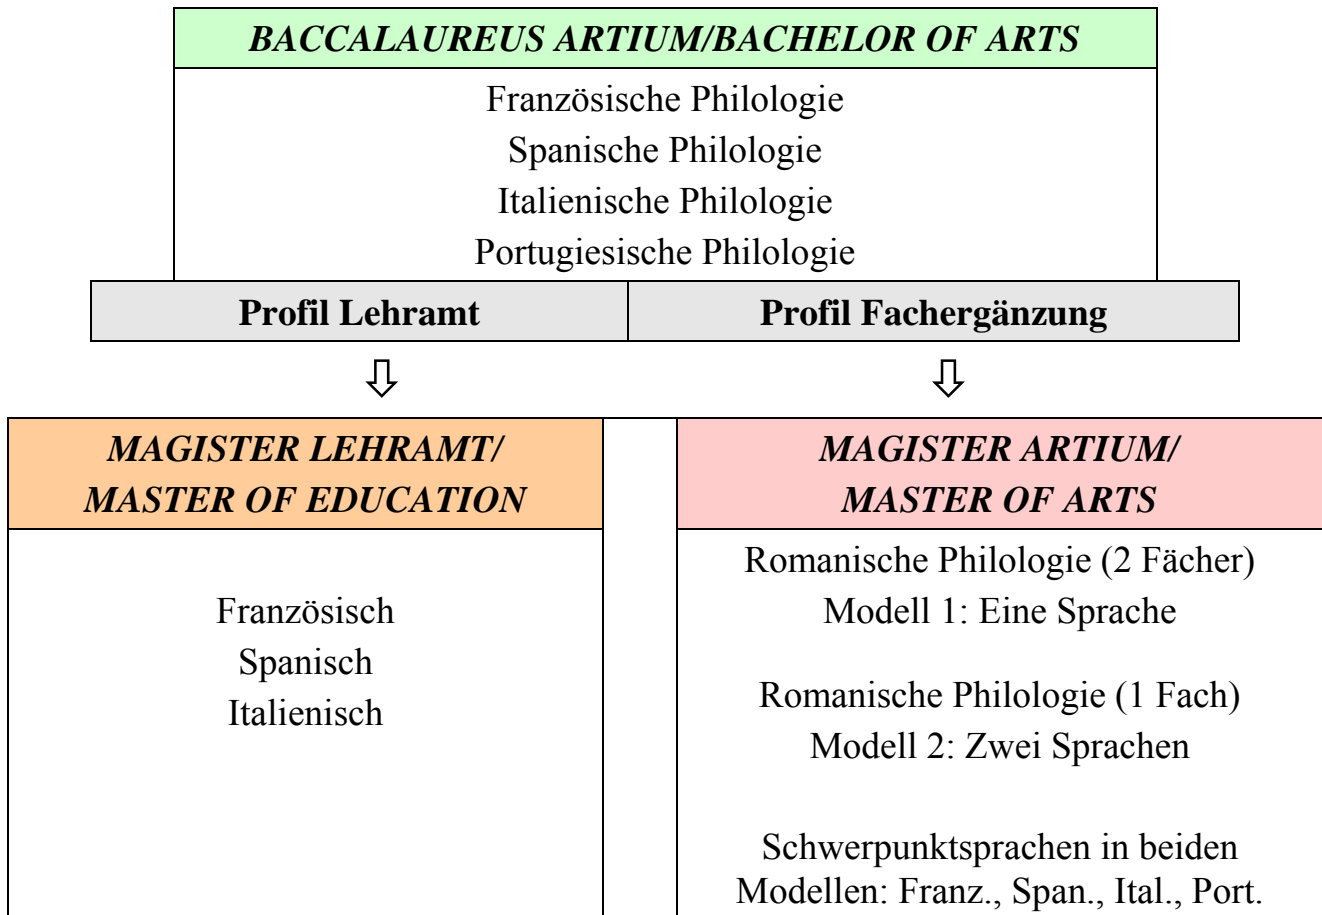 BACCALAUREUS ARTIUM/BACHELOR OF ARTS
Französische Philologie
Spanische Philologie
Italienische Philologie
Portugiesische Philologie
Profil Lehramt
Profil Fachergänzung
MAGISTER LEHRAMT/
MASTER OF EDUCATION
Französisch
Spanisch
Italienisch
MAGISTER ARTIUM/
MASTER OF ARTS
Romanische Philologie (2 Fächer)
Modell 1: Eine Sprache
Romanische Philologie (1 Fach)
Modell 2: Zwei Sprachen
Schwerpunktsprachen in beiden
Modellen: Franz., Span., Ital., Port.